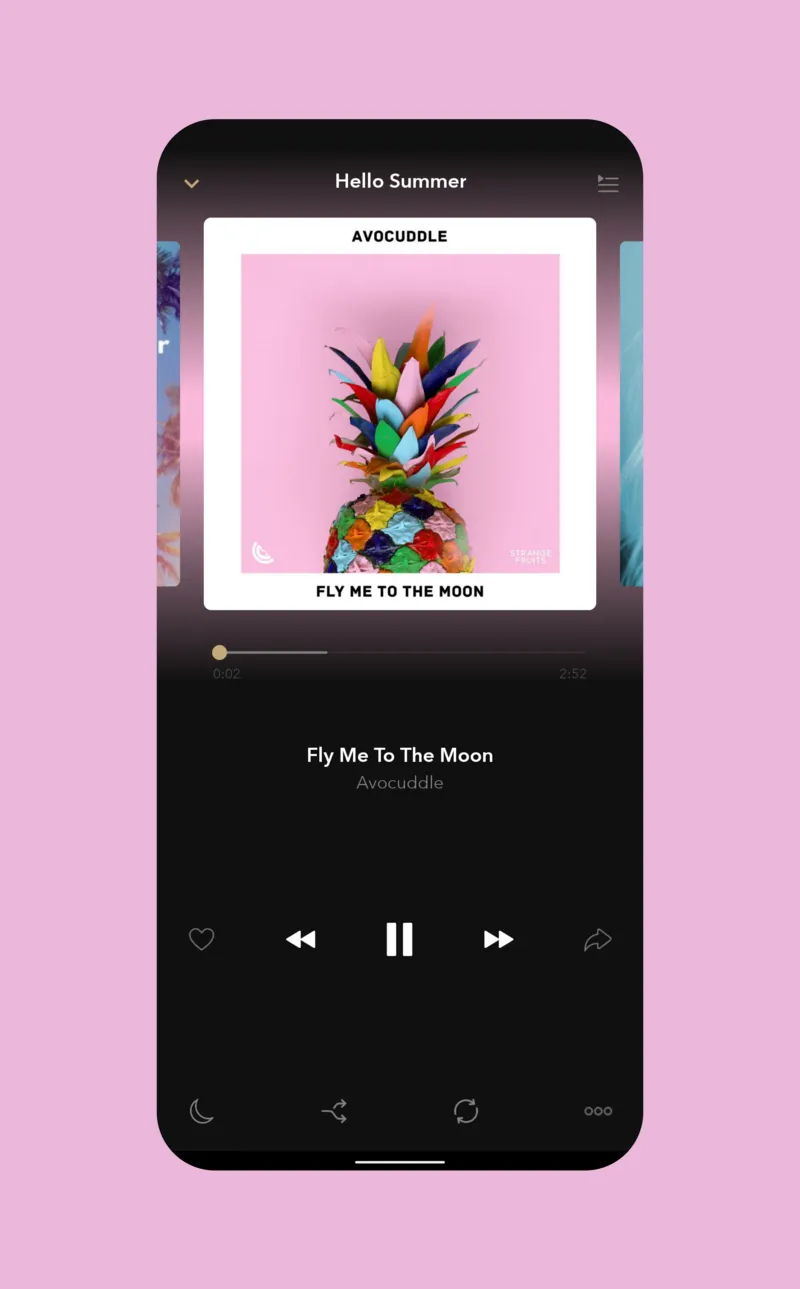 Hello Summer
r
AVOCUDDLE
STRANGE
FRUITS
FLY ME TO THE MOON
0:02
2:52
Fly Me To The Moon
Avocuddle